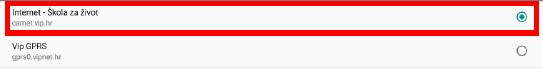 Internet - Škola za život
carnet.vip.hr
Vip GPRS
gprs0.vipnet.hr